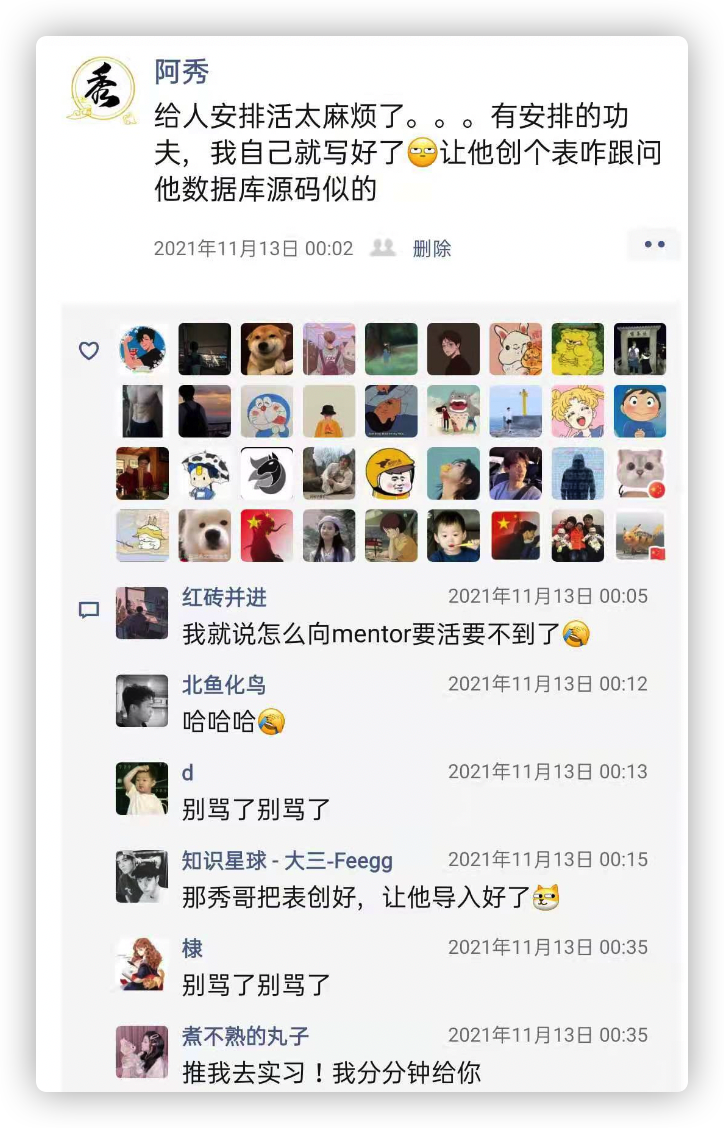 秀
阿秀
给人安排活太麻烦了。。。有安排的功
夫，我自己就写好了🙄让他创个表咋跟问
他数据库源码似的
2021年11月13日 00:02 删除
红砖并进 2021年11月13日 00:05
我就说怎么向mentor要活要不到了🤣
北鱼化鸟 2021年11月13日 00:12
哈哈哈🤣
d 2021年11月13日 00:13
别骂了别骂了
知识星球 - 大三-Feegg 2021年11月13日 00:15
那秀哥把表创好，让他导入好了
棣 2021年11月13日 00:35
别骂了别骂了
煮不熟的丸子 2021年11月13日 00:35
推我去实习！我分分钟给你